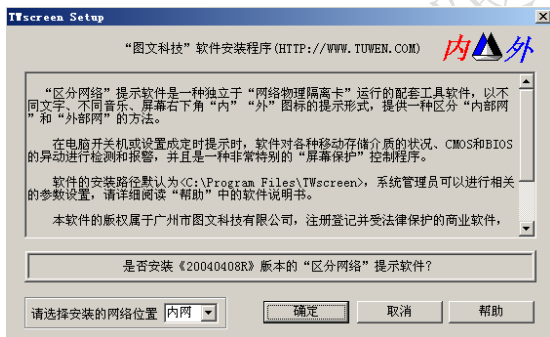 TWscreen Setup
“图文科技”软件安装程序(HTTP://WWW.TUWEN.COM)
内 外
“区分网络”提示软件是一种独立于“网络物理隔离卡”运行的配套工具软件，以不
同文字、不同音乐、屏幕右下角“内”“外”图标的提示形式，提供一种区分“内部网
”和“外部网”的方法。
在电脑开关机或设置成定时提示时，软件对各种移动存储介质的状况、CMOS和BIOS
的异动进行检测和报警，并且是一种非常特别的“屏幕保护”控制程序。
软件的安装路径默认为<C:\Program Files\TWscreen>，系统管理员可以进行相关
的参数设置，请详细阅读“帮助”中的软件说明书。
本软件的版权属于广州市图文科技有限公司，注册登记并受法律保护的商业软件，
是否安装《20040408R》版本的“区分网络”提示软件？
请选择安装的网络位置 内网
确定 取消 帮助